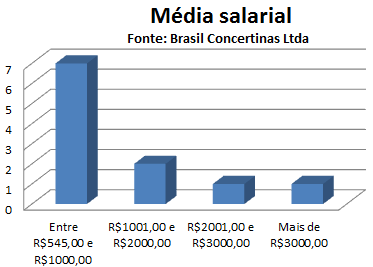 Média salarial
Fonte: Brasil Concertinas Ltda
7
6
5
4
3
2
1
0
Entre
R$545,00 e
R$1000,00
R$1001,00 e
R$2000,00
R$2001,00 e
R$3000,00
Mais de
R$3000,00